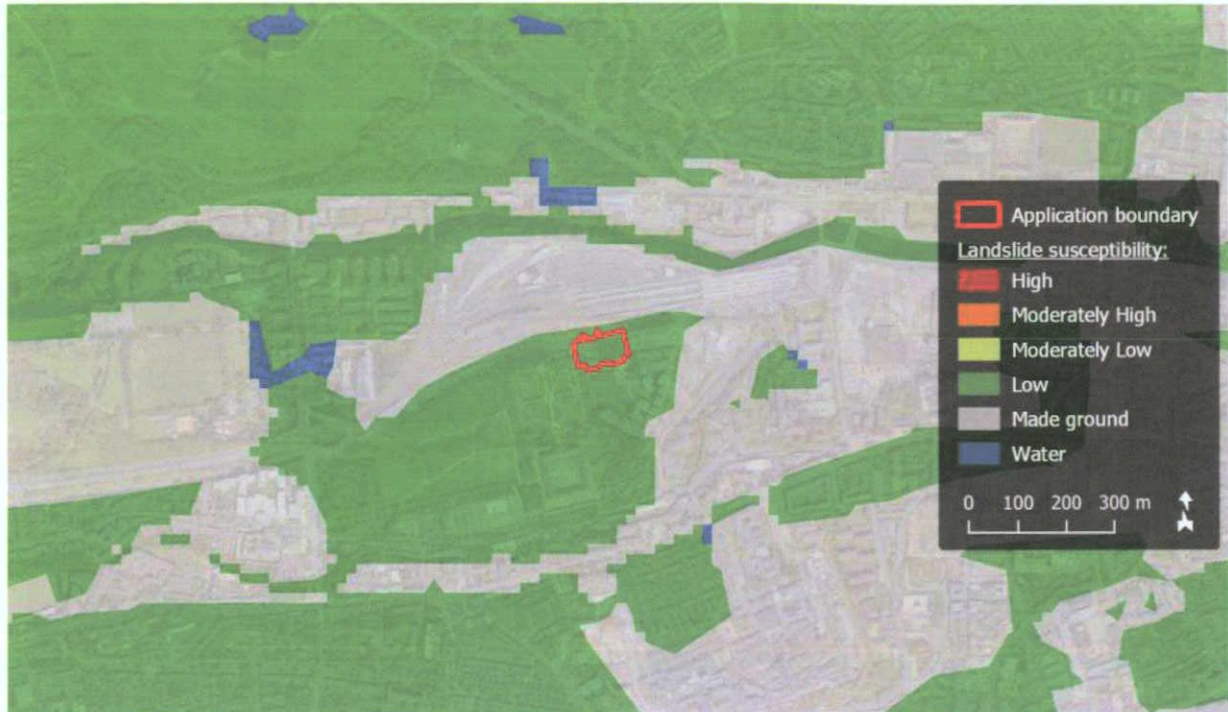 Application boundary
Landslide susceptibility:
High
Moderately High
Moderately Low
Low
Made ground
Water
0 100 200 300 m